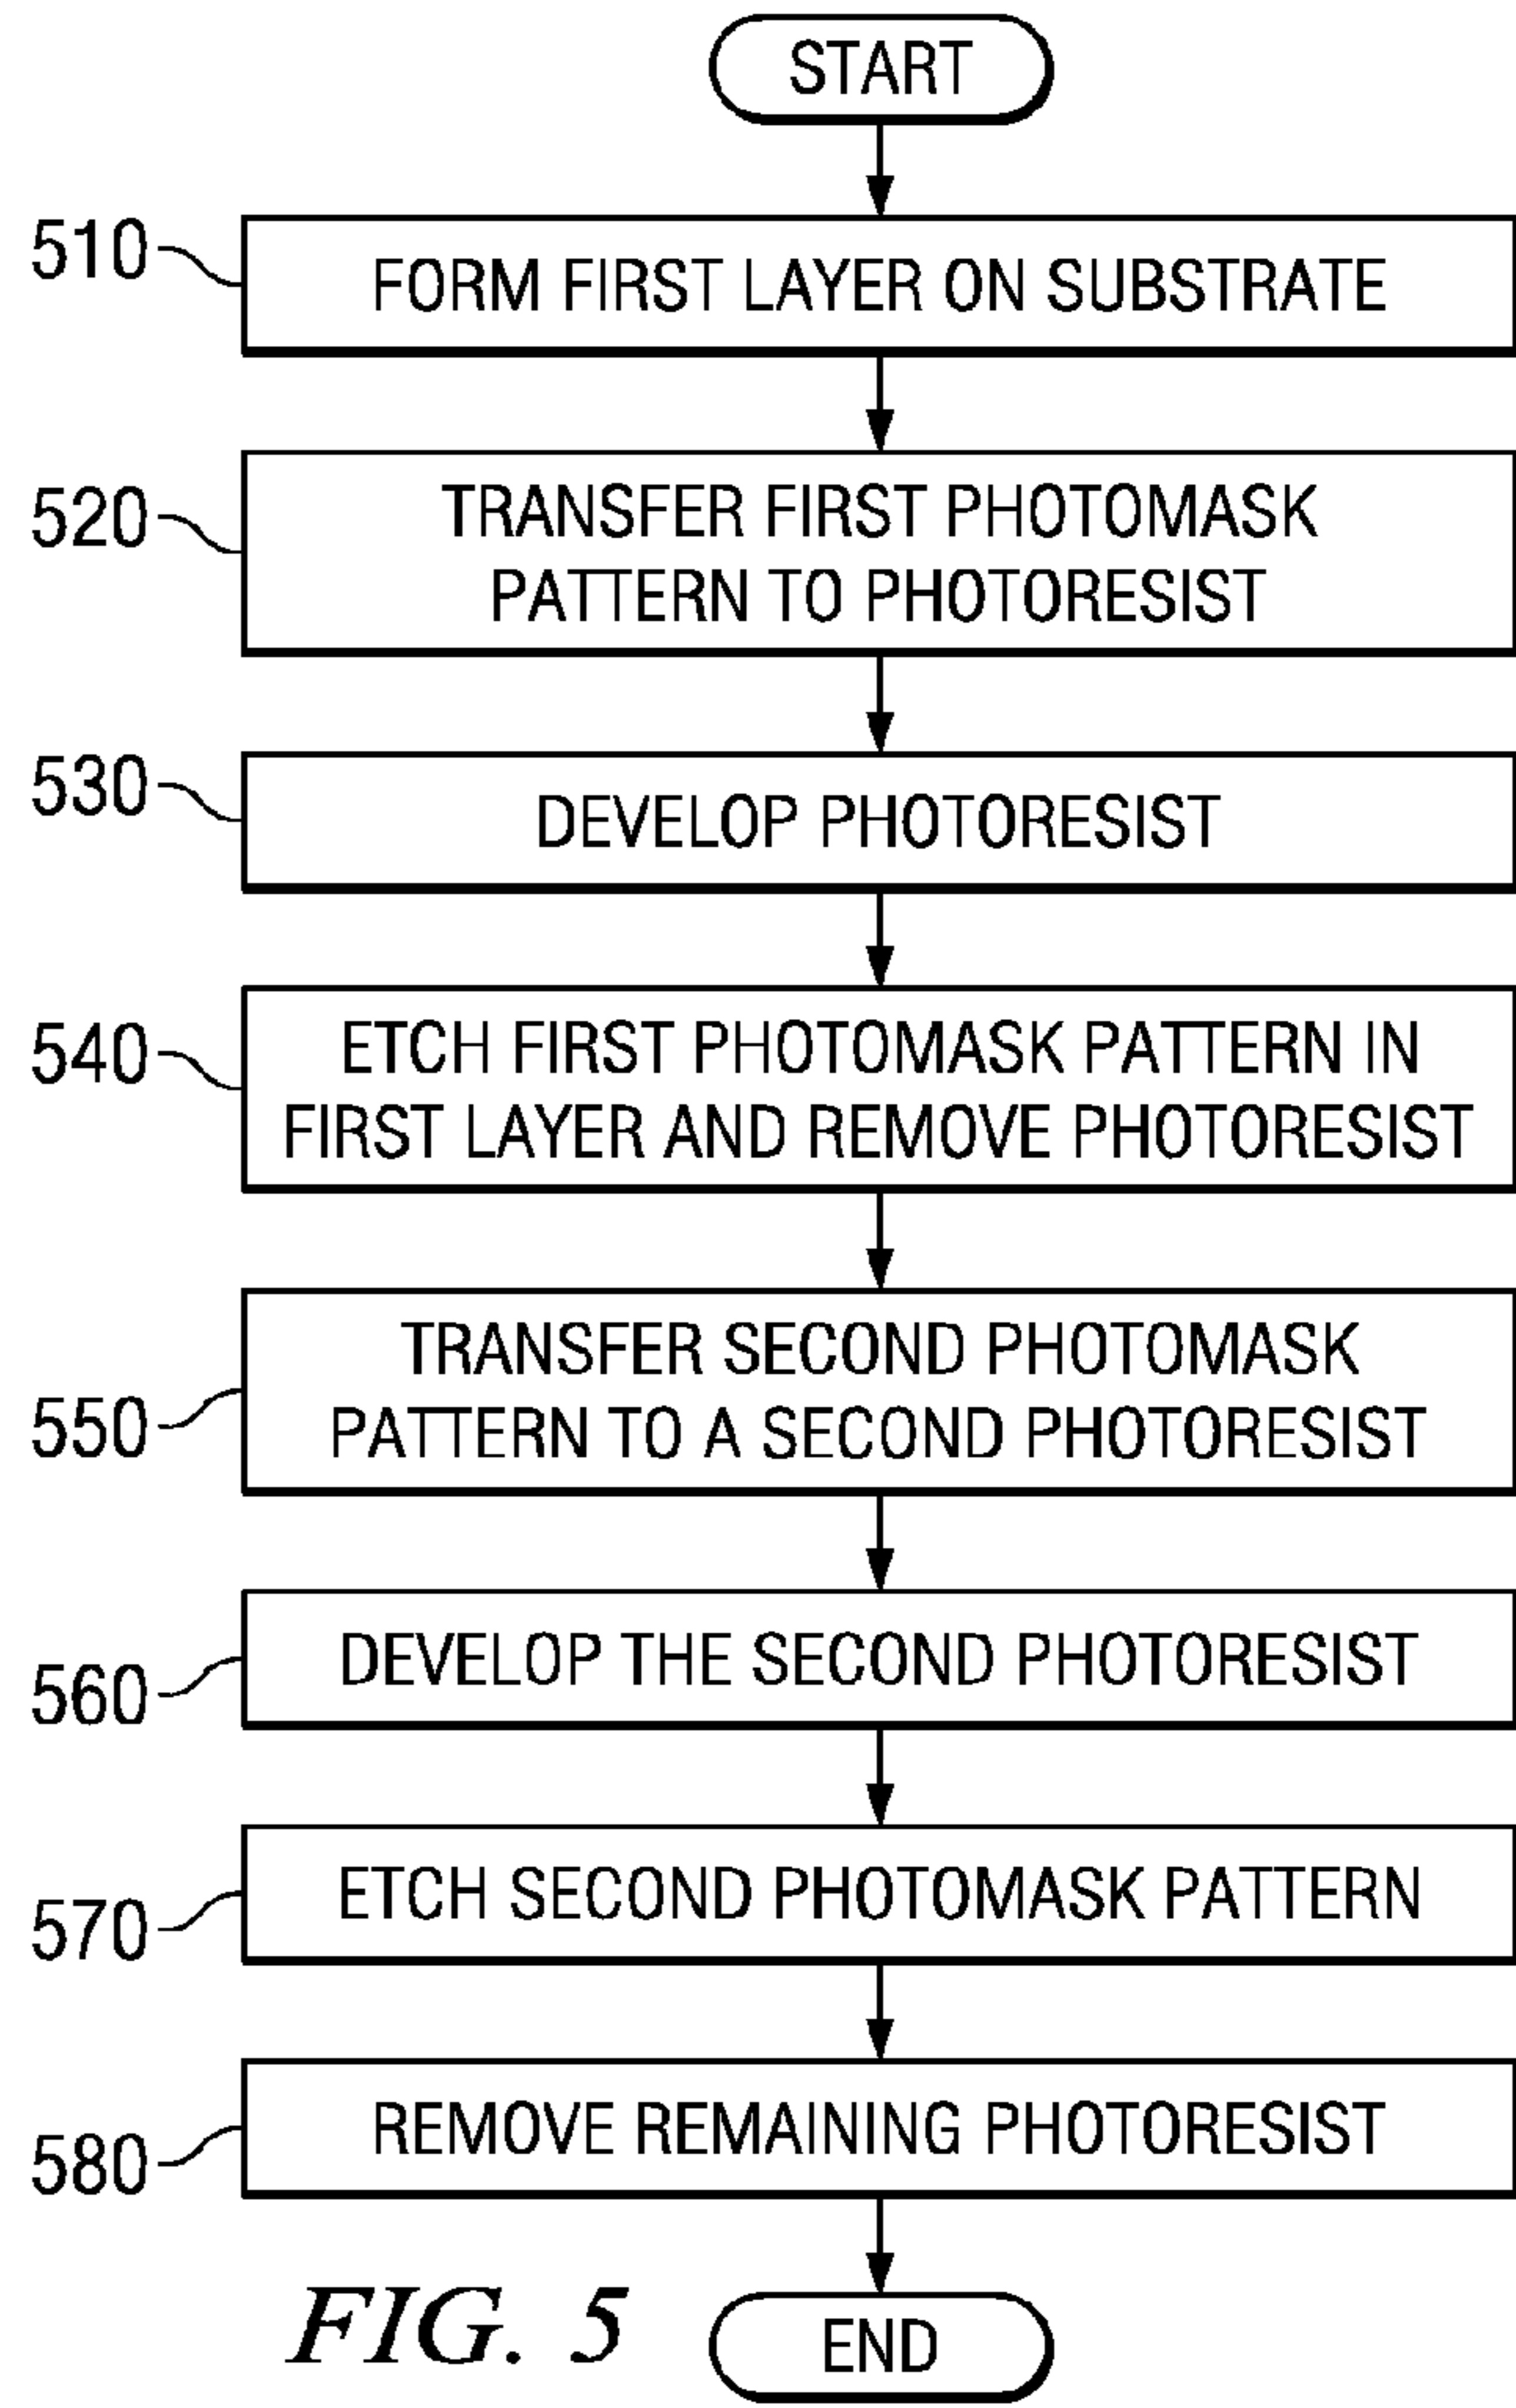 START
510
FORM FIRST LAYER ON SUBSTRATE
520
TRANSFER FIRST PHOTOMASK
PATTERN TO PHOTORESIST
530
DEVELOP PHOTORESIST
540
ETCH FIRST PHOTOMASK PATTERN IN
FIRST LAYER AND REMOVE PHOTORESIST
550
TRANSFER SECOND PHOTOMASK
PATTERN TO A SECOND PHOTORESIST
560
DEVELOP THE SECOND PHOTORESIST
570
ETCH SECOND PHOTOMASK PATTERN
580
REMOVE REMAINING PHOTORESIST
FIG. 5
END